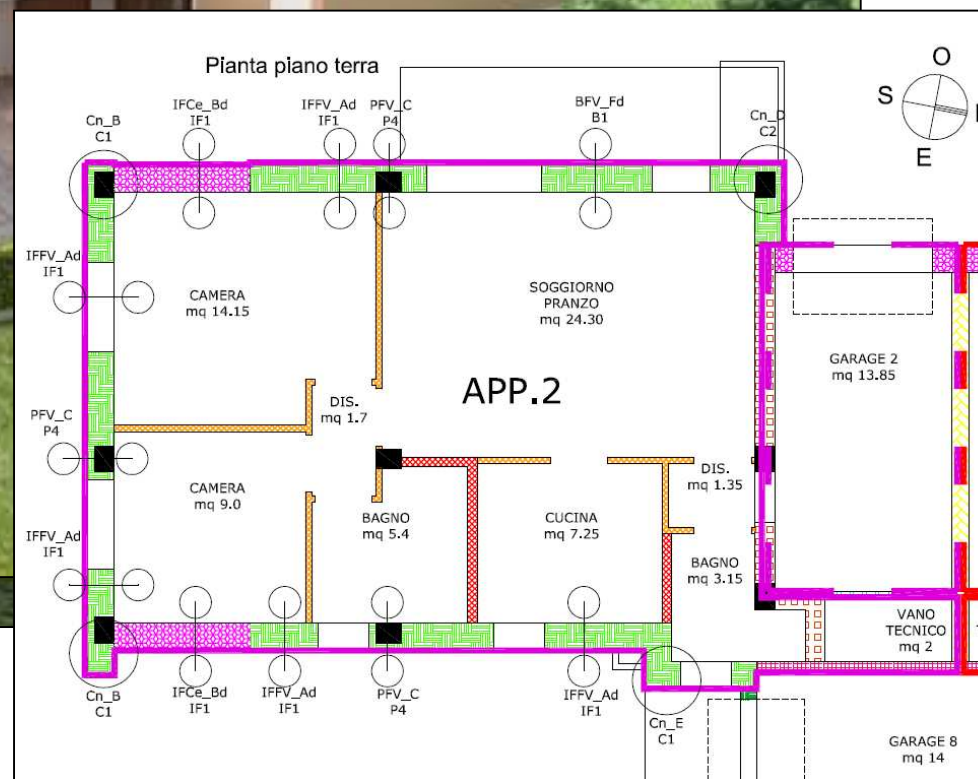 Pianta piano terra
O
S
E
Cn_B
C1
IFCe_Bd
IF1
IFFV_Ad
IF1
PFV_C
P4
BFV_Fd
B1
Cn_D
C2
IFFV_Ad
IF1
CAMERA
mq 14.15
SOGGIORNO
PRANZO
mq 24.30
GARAGE 2
mq 13.85
APP.2
DIS.
mq 1.7
PFV_C
P4
CAMERA
mq 9.0
BAGNO
mq 5.4
CUCINA
mq 7.25
DIS.
mq 1.35
IFFV_Ad
IF1
BAGNO
mq 3.15
VANO
TECNICO
mq 2
Cn_B
C1
IFCe_Bd
IF1
IFFV_Ad
IF1
PFV_C
P4
IFFV_Ad
IF1
Cn_E
C1
GARAGE 8
mq 14